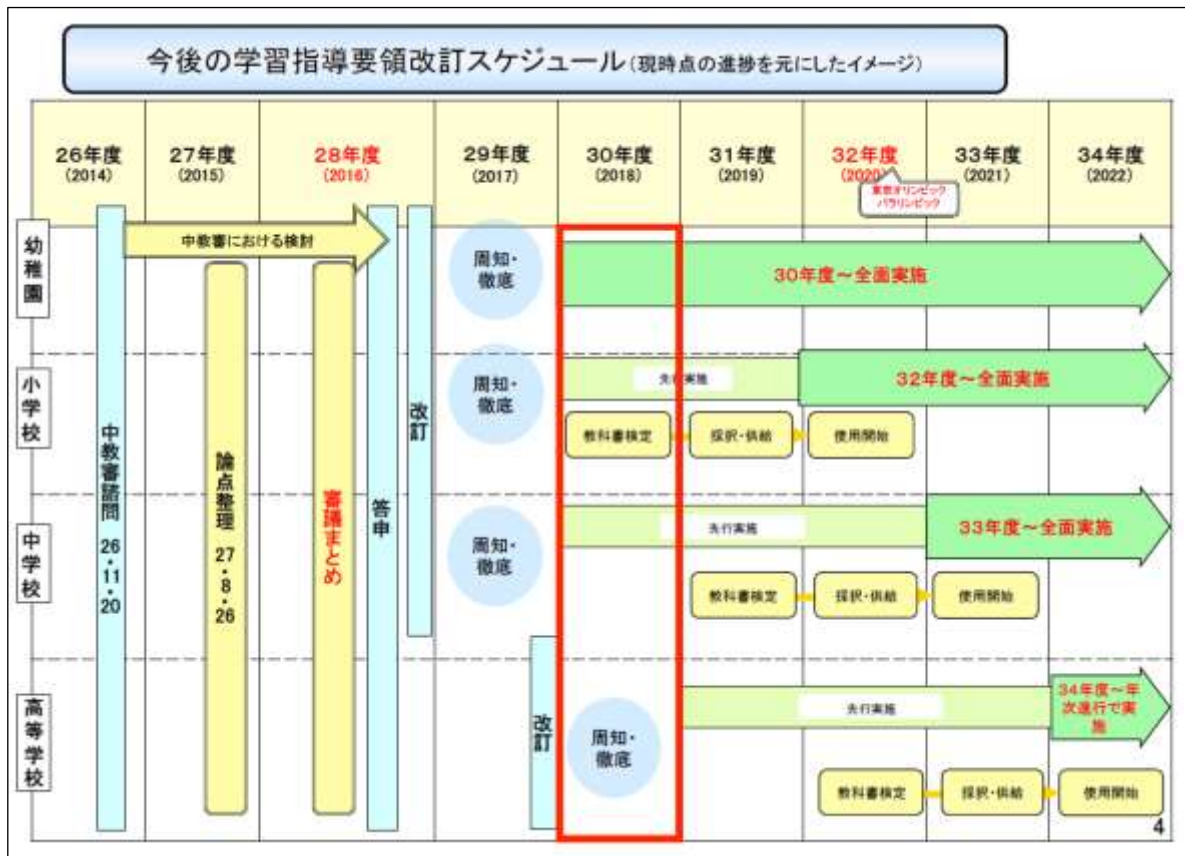 今後の学習指導要領改訂スケジュール(現時点の進捗を元にしたイメージ)
26年度
(2014)
27年度
(2015)
28年度
(2016)
29年度
(2017)
30年度
(2018)
31年度
(2019)
32年度
(2020)
東京オリンピック
パラリンピック
33年度
(2021)
34年度
(2022)
幼稚園
中教審における検討
周知・
徹底
30年度~全面実施
小学校
周知・
徹底
先行実施
32年度~全面実施
教科書検定
採択・供給
使用開始
中教審諮問 26・11・20
論点整理 27・8・26
審議まとめ
答申
改訂
中学校
周知・
徹底
先行実施
33年度~全面実施
教科書検定
採択・供給
使用開始
高等学校
改訂
周知・
徹底
先行実施
34年度~年
次進行で実
施
教科書検定
採択・供給
使用開始
4